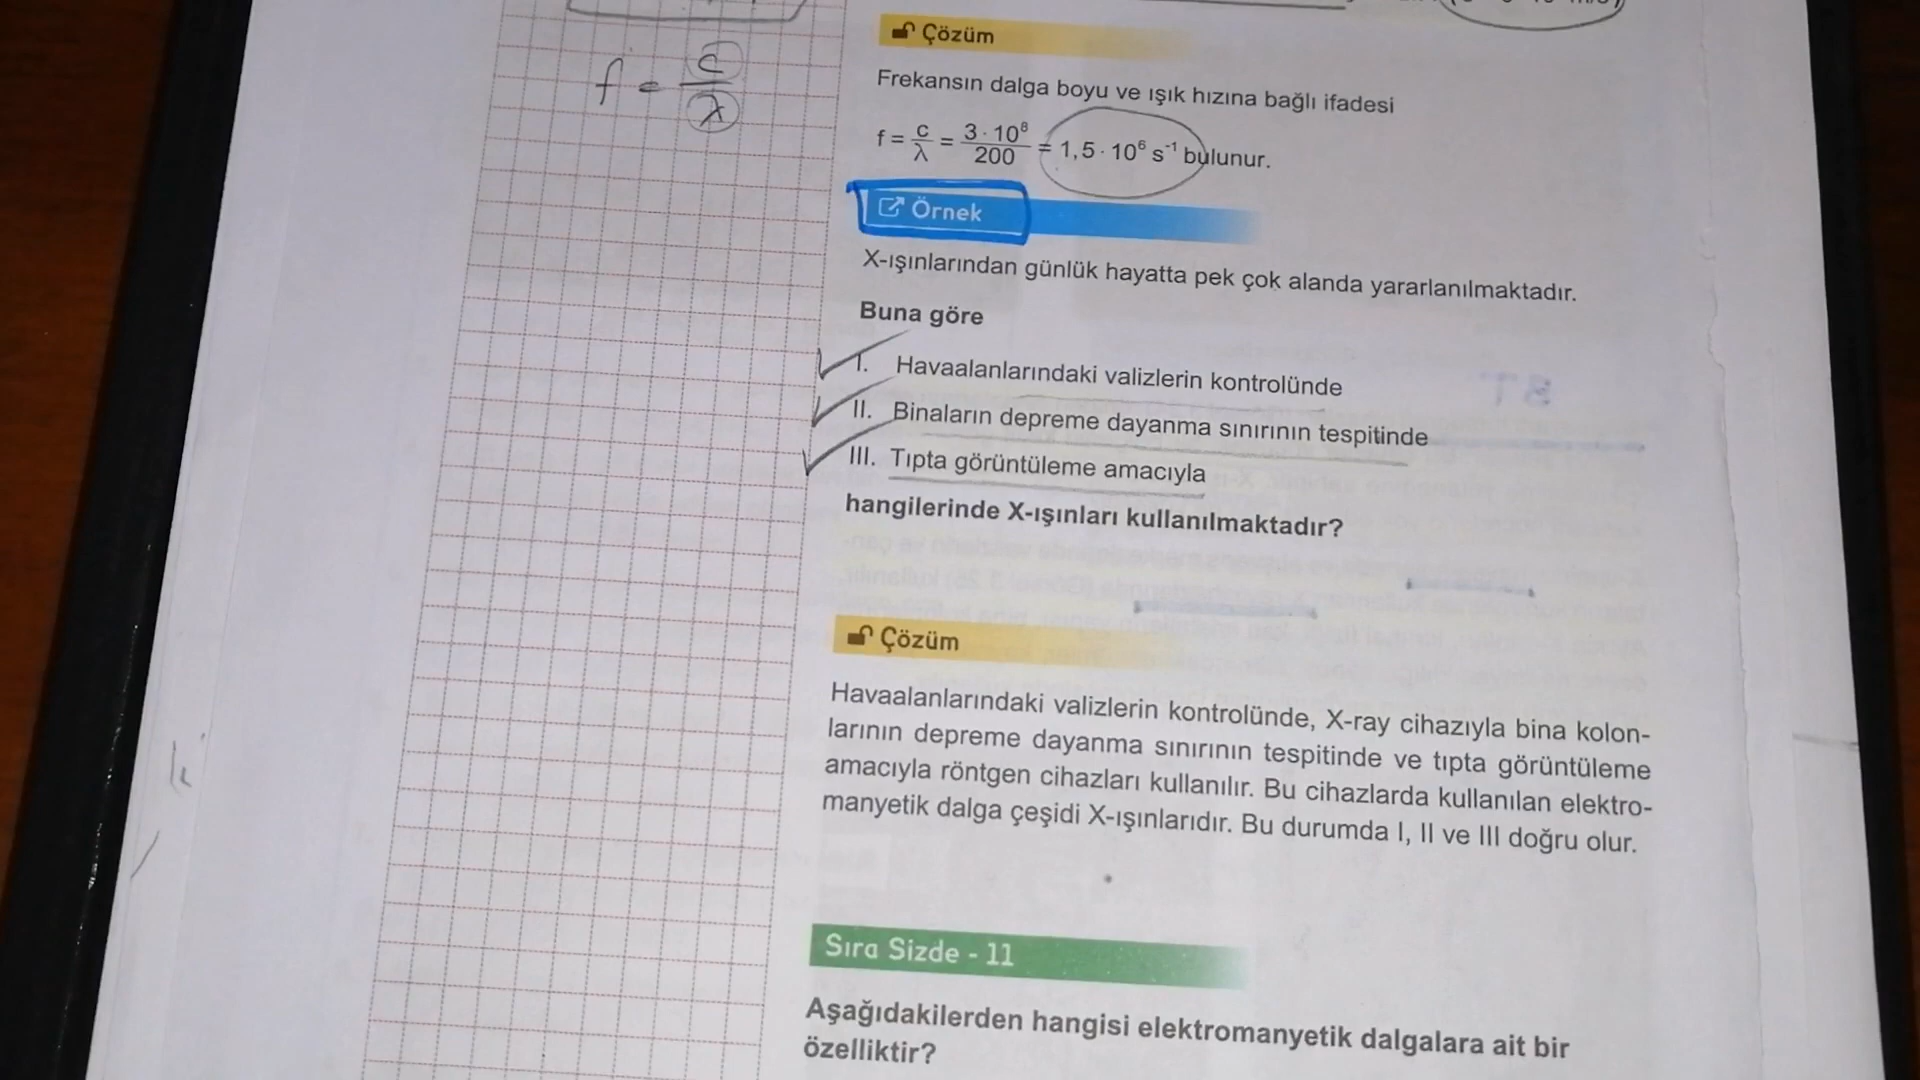 Çözüm
f = c / λ
Frekansın dalga boyu ve ışık hızına bağlı ifadesi
f = c/λ = 3 · 10⁸/200 = 1,5 · 10⁶ s⁻¹ bulunur.
Örnek
X-ışınlarından günlük hayatta pek çok alanda yararlanılmaktadır.
Buna göre
I. Havaalanlarındaki valizlerin kontrolünde
II. Binaların depreme dayanma sınırının tespitinde
III. Tıpta görüntüleme amacıyla
hangilerinde X-ışınları kullanılmaktadır?
Çözüm
Havaalanlarındaki valizlerin kontrolünde, X-ray cihazıyla bina kolon-
larının depreme dayanma sınırının tespitinde ve tıpta görüntüleme
amacıyla röntgen cihazları kullanılır. Bu cihazlarda kullanılan elektro-
manyetik dalga çeşidi X-ışınlarıdır. Bu durumda I, II ve III doğru olur.
Sıra Sizde - 11
Aşağıdakilerden hangisi elektromanyetik dalgalara ait bir
özelliktir?